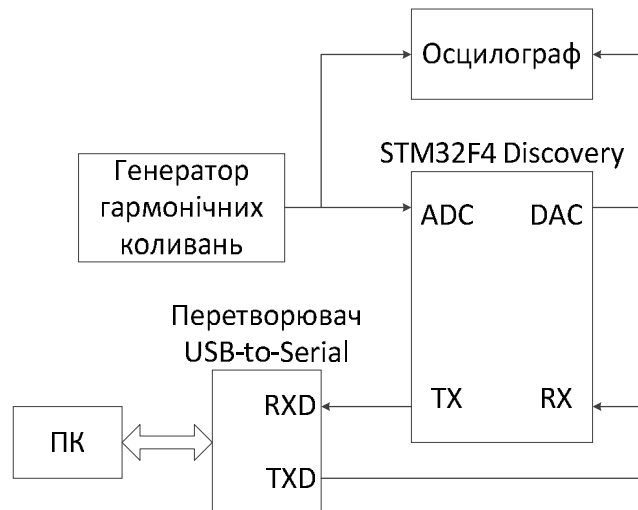 Осцилограф
STM32F4 Discovery
Генератор
гармонічних
коливань
ADC
DAC
Перетворювач
USB-to-Serial
RXD
TX
RX
ПК
TXD